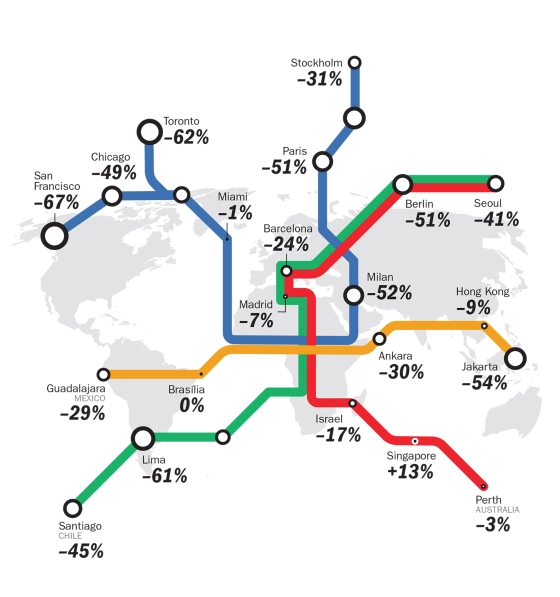 Stockholm
–31%
Toronto
–62%
Paris
–51%
Chicago
–49%
San
Francisco
–67%
Miami
–1%
Berlin
–51%
Seoul
–41%
Barcelona
–24%
Milan
–52%
Madrid
–7%
Hong Kong
–9%
Ankara
–30%
Jakarta
–54%
Guadalajara
MEXICO
–29%
Brasília
0%
Israel
–17%
Lima
–61%
Singapore
+13%
Perth
AUSTRALIA
–3%
Santiago
CHILE
–45%